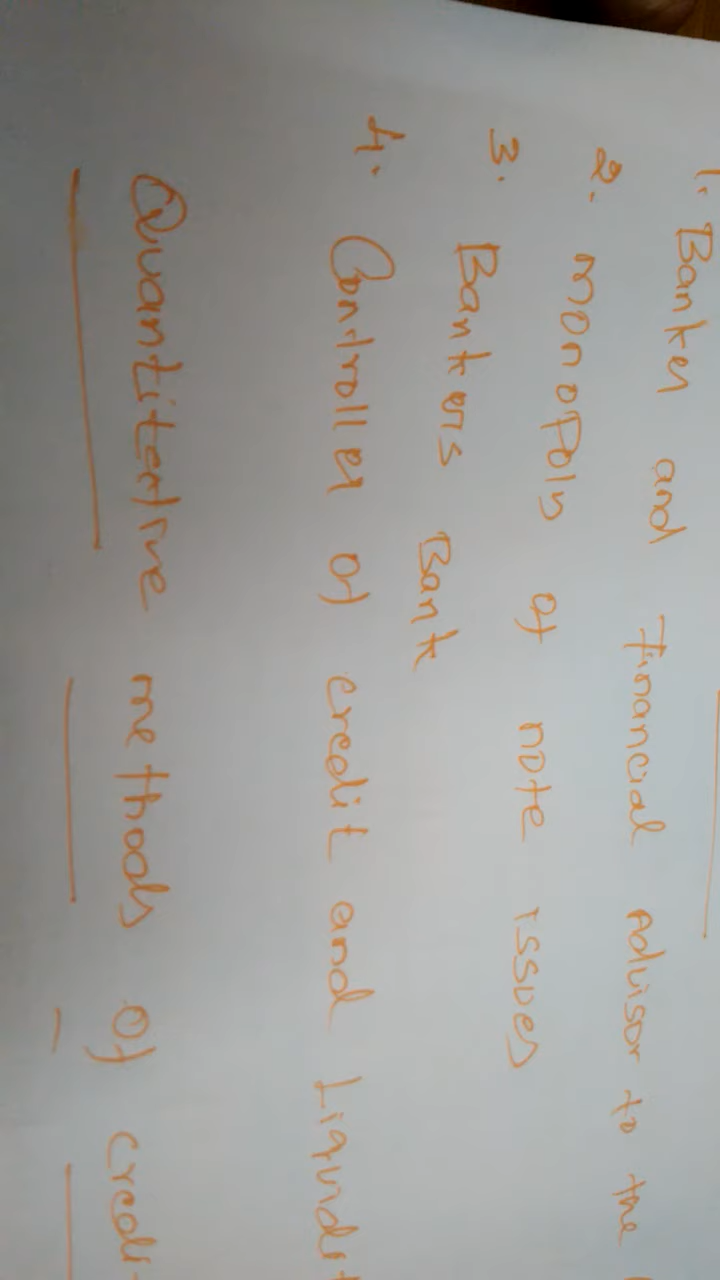 1. Banker and Financial Advisor to the
2. monopoly of note issues
3. Bankers Bank
4. Controller of credit and Liquidit
Quantitative methods of credit